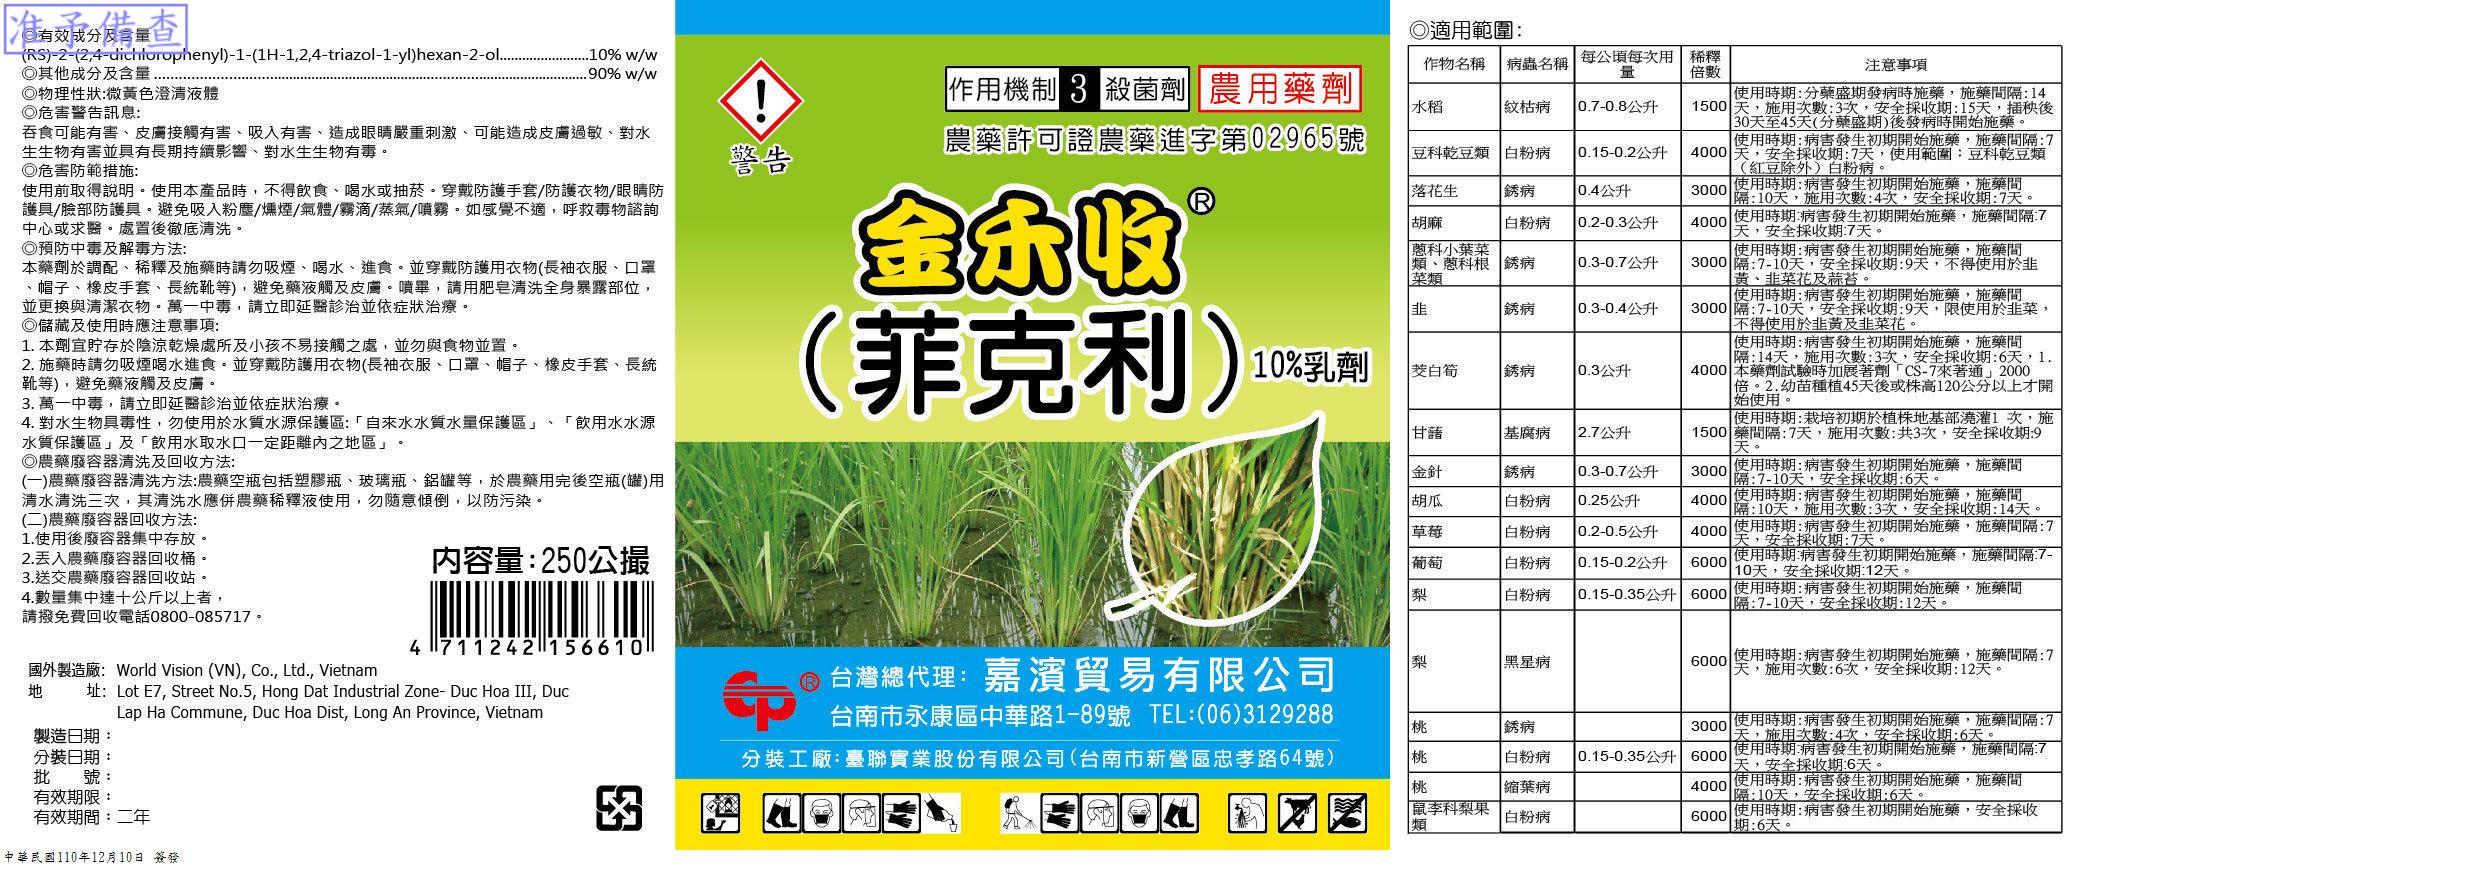 准予備查
◎有效成分及含量
(RS)-2-(2,4-dichlorophenyl)-1-(1H-1,2,4-triazol-1-yl)hexan-2-ol........................10% w/w
◎其他成分及含量........................90% w/w
◎物理性狀:微黃色澄清液體
◎危害警告訊息:
吞食可能有害、皮膚接觸有害、吸入有害、造成眼睛嚴重刺激、可能造成皮膚過敏、對水
生生物有害並具有長期持續影響、對水生生物有毒。
◎危害防範措施:
使用前取得說明。使用本產品時，不得飲食、喝水或抽菸。穿戴防護手套/防護衣物/眼睛防
護具/臉部防護具。避免吸入粉塵/燻煙/氣體/霧滴/蒸氣/噴霧。如感覺不適，呼救毒物諮詢
中心或求醫。處置後徹底清洗。
◎預防中毒及解毒方法:
本藥劑於調配、稀釋及施藥時請勿吸煙、喝水、進食。並穿戴防護用衣物(長袖衣服、口罩
、帽子、橡皮手套、長統靴等)，避免藥液觸及皮膚。噴畢，請用肥皂清洗全身暴露部位，
並更換與清潔衣物。萬一中毒，請立即延醫診治並依症狀治療。
◎儲藏及使用時應注意事項:
1. 本劑宜貯存於陰涼乾燥處所及小孩不易接觸之處，並勿與食物並置。
2. 施藥時請勿吸煙喝水進食。並穿戴防護用衣物(長袖衣服、口罩、帽子、橡皮手套、長統
靴等)，避免藥液觸及皮膚。
3. 萬一中毒，請立即延醫診治並依症狀治療。
4. 對水生物具毒性，勿使用於水質水源保護區:「自來水水質水量保護區」、「飲用水水源
水質保護區」及「飲用水取水口一定距離內之地區」。
◎農藥廢容器清洗及回收方法:
(一)農藥廢容器清洗方法:農藥空瓶包括塑膠瓶、玻璃瓶、鋁罐等，於農藥用完後空瓶(罐)用
清水清洗三次，其清洗水應併農藥稀釋液使用，勿隨意傾倒，以防污染。
(二)農藥廢容器回收方法:
1.使用後廢容器集中存放。
2.丟入農藥廢容器回收桶。
3.送交農藥廢容器回收站。
4.數量集中達十公斤以上者，
請撥免費回收電話0800-085717。
內容量:250公撮
4 711242 156610
國外製造廠: World Vision (VN), Co., Ltd., Vietnam
地 址: Lot E7, Street No.5, Hong Dat Industrial Zone- Duc Hoa III, Duc
Lap Ha Commune, Duc Hoa Dist, Long An Province, Vietnam
製造日期：
分裝日期：
批 號：
有效期限：
有效期間：二年
中華民國110年12月10日 簽發
警告
作用機制 3 殺菌劑 農用藥劑
農藥許可證農藥進字第02965號
金禾收®
(菲克利)10%乳劑
CP® 台灣總代理: 嘉濱貿易有限公司
台南市永康區中華路1-89號 TEL:(06)3129288
分裝工廠:臺聯實業股份有限公司(台南市新營區忠孝路64號)
◎適用範圍:
作物名稱 病蟲名稱 每公頃每次用量 稀釋倍數 注意事項
水稻 紋枯病 0.7-0.8公升 1500 使用時期:分蘗盛期發病時施藥，施藥間隔:14
天，施用次數:3次，安全採收期:15天，插秧後
30天至45天(分蘗盛期)後發病時開始施藥。
豆科乾豆類 白粉病 0.15-0.2公升 4000 使用時期:病害發生初期開始施藥，施藥間隔:7
天，安全採收期:7天，使用範圍：豆科乾豆類
（紅豆除外）白粉病。
落花生 銹病 0.4公升 3000 使用時期:病害發生初期開始施藥，施藥間
隔:10天，施用次數:4次，安全採收期:7天。
胡麻 白粉病 0.2-0.3公升 4000 使用時期:病害發生初期開始施藥，施藥間隔:7
天，安全採收期:7天。
蔥科小葉菜類、蔥科根菜類 銹病 0.3-0.7公升 3000 使用時期:病害發生初期開始施藥，施藥間
隔:7-10天，安全採收期:9天，不得使用於韭
黃、韭菜花及蒜苔。
韭 銹病 0.3-0.4公升 3000 使用時期:病害發生初期開始施藥，施藥間
隔:7-10天，安全採收期:9天，限使用於韭菜，
不得使用於韭黃及韭菜花。
茭白筍 銹病 0.3公升 4000 使用時期:病害發生初期開始施藥，施藥間
隔:14天，施用次數:3次，安全採收期:6天，1.
本藥劑試驗時加展著劑「CS-7來著通」2000
倍。2.幼苗種植45天後或株高120公分以上才開
始使用。
甘藷 基腐病 2.7公升 1500 使用時期:栽培初期於植株地基部澆灌1 次，施
藥間隔:7天，施用次數:共3次，安全採收期:9
天。
金針 銹病 0.3-0.7公升 3000 使用時期:病害發生初期開始施藥，施藥間
隔:7-10天，安全採收期:6天。
胡瓜 白粉病 0.25公升 4000 使用時期:病害發生初期開始施藥，施藥間
隔:10天，施用次數:3次，安全採收期:14天。
草莓 白粉病 0.2-0.5公升 4000 使用時期:病害發生初期開始施藥，施藥間隔:7
天，安全採收期:7天。
葡萄 白粉病 0.15-0.2公升 6000 使用時期:病害發生初期開始施藥，施藥間隔:7-
10天，安全採收期:12天。
梨 白粉病 0.15-0.35公升 6000 使用時期:病害發生初期開始施藥，施藥間
隔:7-10天，安全採收期:12天。
梨 黑星病 6000 使用時期:病害發生初期開始施藥，施藥間隔:7
天，施用次數:6次，安全採收期:12天。
桃 銹病 3000 使用時期:病害發生初期開始施藥，施藥間隔:7
天，施用次數:4次，安全採收期:6天。
桃 白粉病 0.15-0.35公升 6000 使用時期:病害發生初期開始施藥，施藥間隔:7
天，安全採收期:6天。
桃 縮葉病 4000 使用時期:病害發生初期開始施藥，施藥間
隔:10天，安全採收期:6天。
鼠李科梨果類 白粉病 6000 使用時期:病害發生初期開始施藥，安全採收
期:6天。